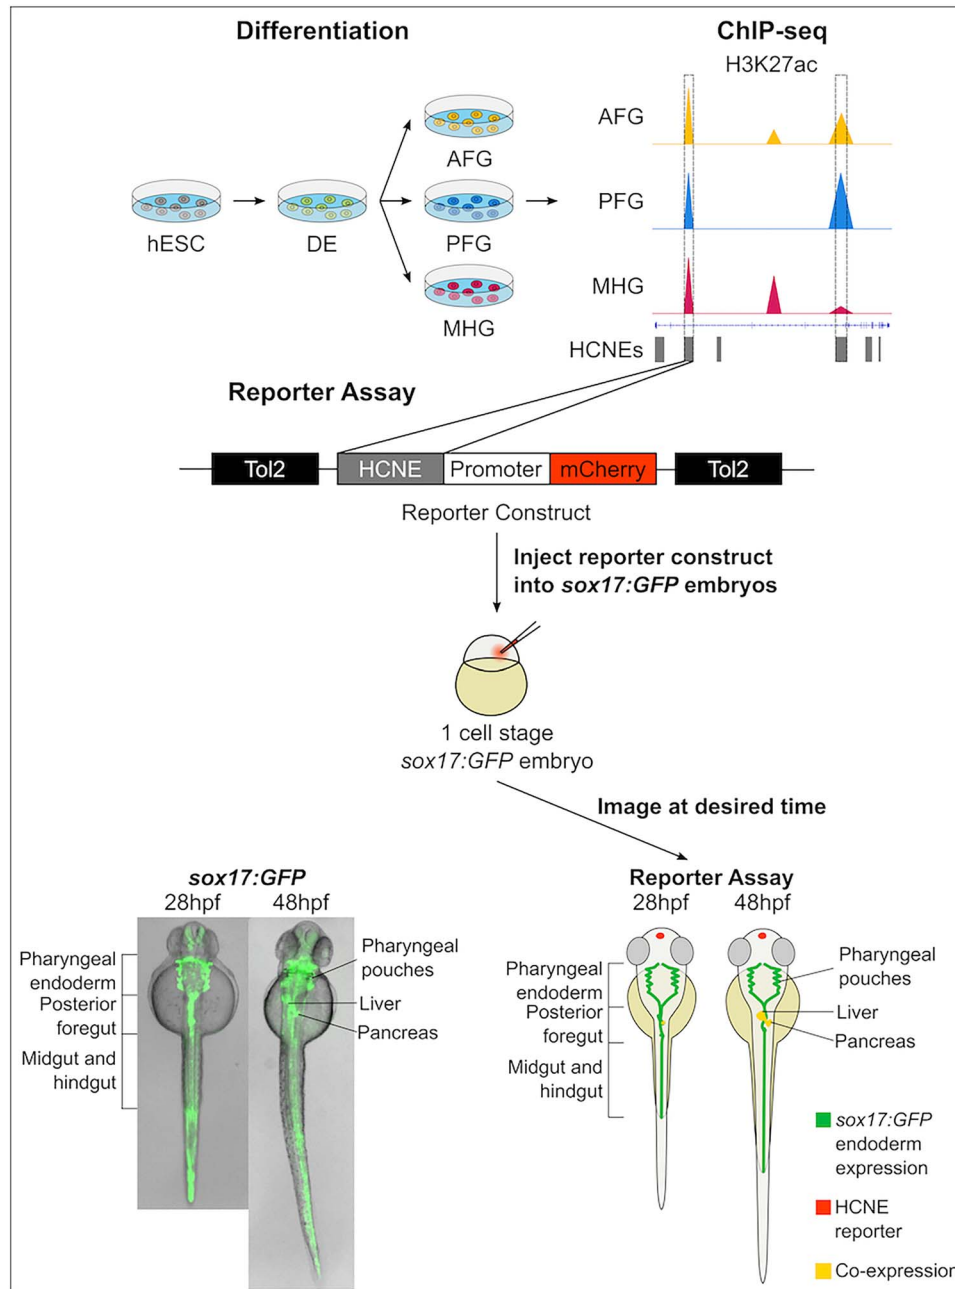 Differentiation
ChIP-seq
H3K27ac
AFG
PFG
MHG
HCNEs
hESC
DE
AFG
PFG
MHG
Reporter Assay
Tol2
HCNE
Promoter
mCherry
Tol2
Reporter Construct
Inject reporter construct
into sox17:GFP embryos
1 cell stage
sox17:GFP embryo
Image at desired time
sox17:GFP
28hpf
48hpf
Pharyngeal
endoderm
Posterior
foregut
Midgut and
hindgut
Pharyngeal
pouches
Liver
Pancreas
Reporter Assay
28hpf
48hpf
Pharyngeal
endoderm
Posterior
foregut
Midgut and
hindgut
Pharyngeal
pouches
Liver
Pancreas
sox17:GFP
endoderm
expression
HCNE
reporter
Co-expression